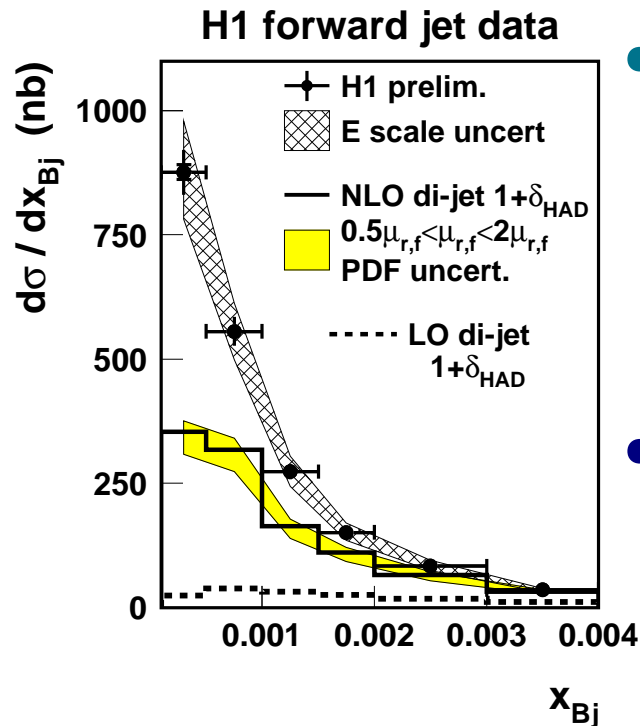 H1 forward jet data
dσ / dx_Bj (nb)
1000
750
500
250
0
H1 prelim.
E scale uncert
NLO di-jet 1+δ_HAD
0.5μ_r,f<μ_r,f<2μ_r,f
PDF uncert.
LO di-jet
1+δ_HAD
0.001 0.002 0.003 0.004
x_Bj